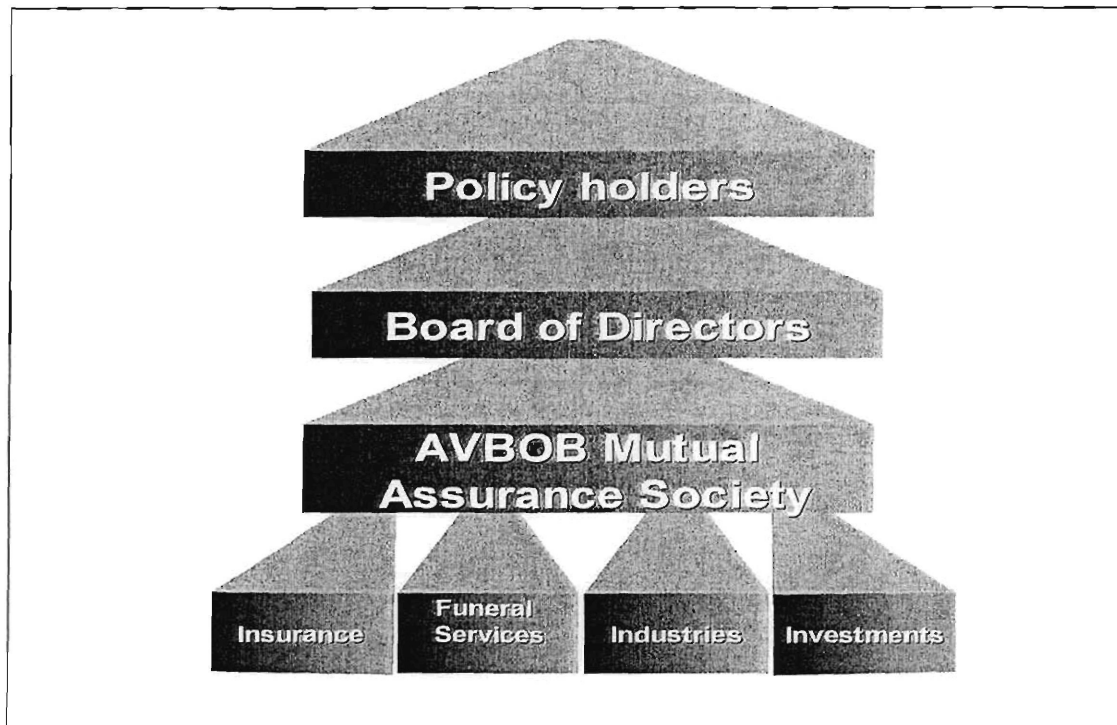 Policy holders
Board of Directors
AVBOB Mutual
Assurance Society
Funeral
Services
Insurance
Industries
Investments